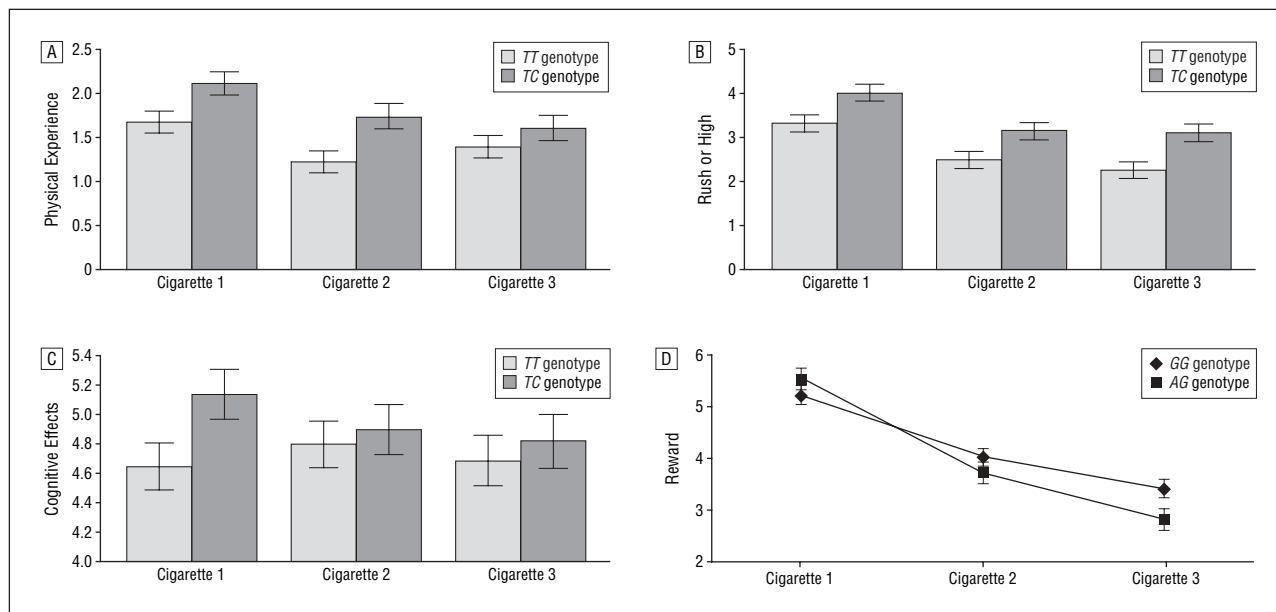 A
TT genotype
TC genotype
2.5
2.0
1.5
1.0
0.5
0
Physical Experience
Cigarette 1 Cigarette 2 Cigarette 3
B
TT genotype
TC genotype
5
4
3
2
1
0
Rush or High
Cigarette 1 Cigarette 2 Cigarette 3
C
TT genotype
TC genotype
5.4
5.2
5.0
4.8
4.6
4.4
4.2
4.0
Cognitive Effects
Cigarette 1 Cigarette 2 Cigarette 3
D
GG genotype
AG genotype
6
5
4
3
2
Reward
Cigarette 1 Cigarette 2 Cigarette 3